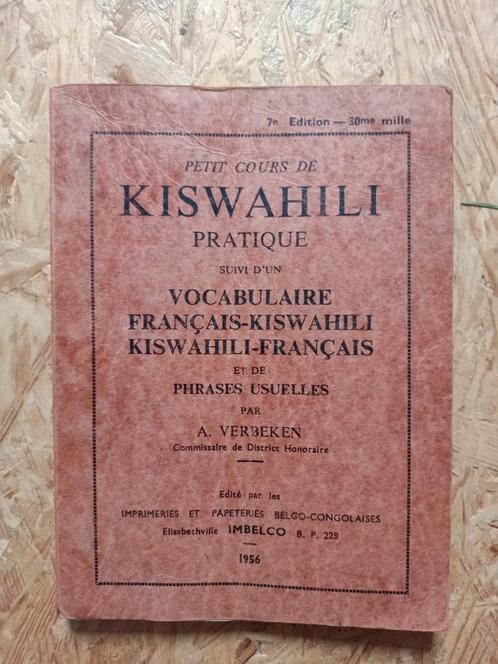 7e Edition — 30me mille
PETIT COURS DE
KISWAHILI
PRATIQUE
SUIVI D'UN
VOCABULAIRE
FRANÇAIS-KISWAHILI
KISWAHILI-FRANÇAIS
ET DE
PHRASES USUELLES
PAR
A. VERBEKEN
Commissaire de District Honoraire
Edité par les
IMPRIMERIES ET PAPETERIES BELGO-CONGOLAISES
Elisabethville IMBELCO B. P. 228
1956